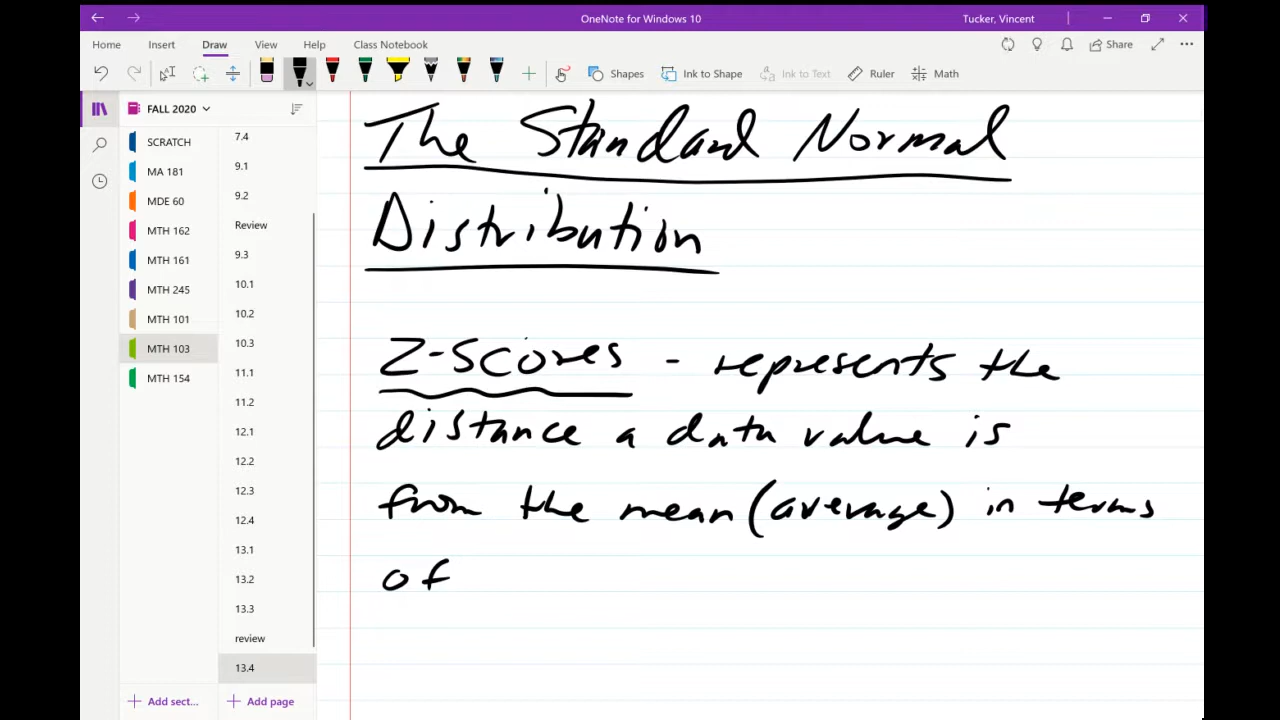 OneNote for Windows 10
Tucker, Vincent
Home Insert Draw View Help Class Notebook
Share
Shapes Ink to Shape Ink to Text Ruler Math
FALL 2020
SCRATCH
MA 181
MDE 60
MTH 162
MTH 161
MTH 245
MTH 101
MTH 103
MTH 154
Add sect...
7.4
9.1
9.2
Review
9.3
10.1
10.2
10.3
11.1
11.2
12.1
12.2
12.3
12.4
13.1
13.2
13.3
review
13.4
Add page
The Standard Normal
Distribution
Z-Scores - represents the
distance a data value is
from the mean (average) in terms
of